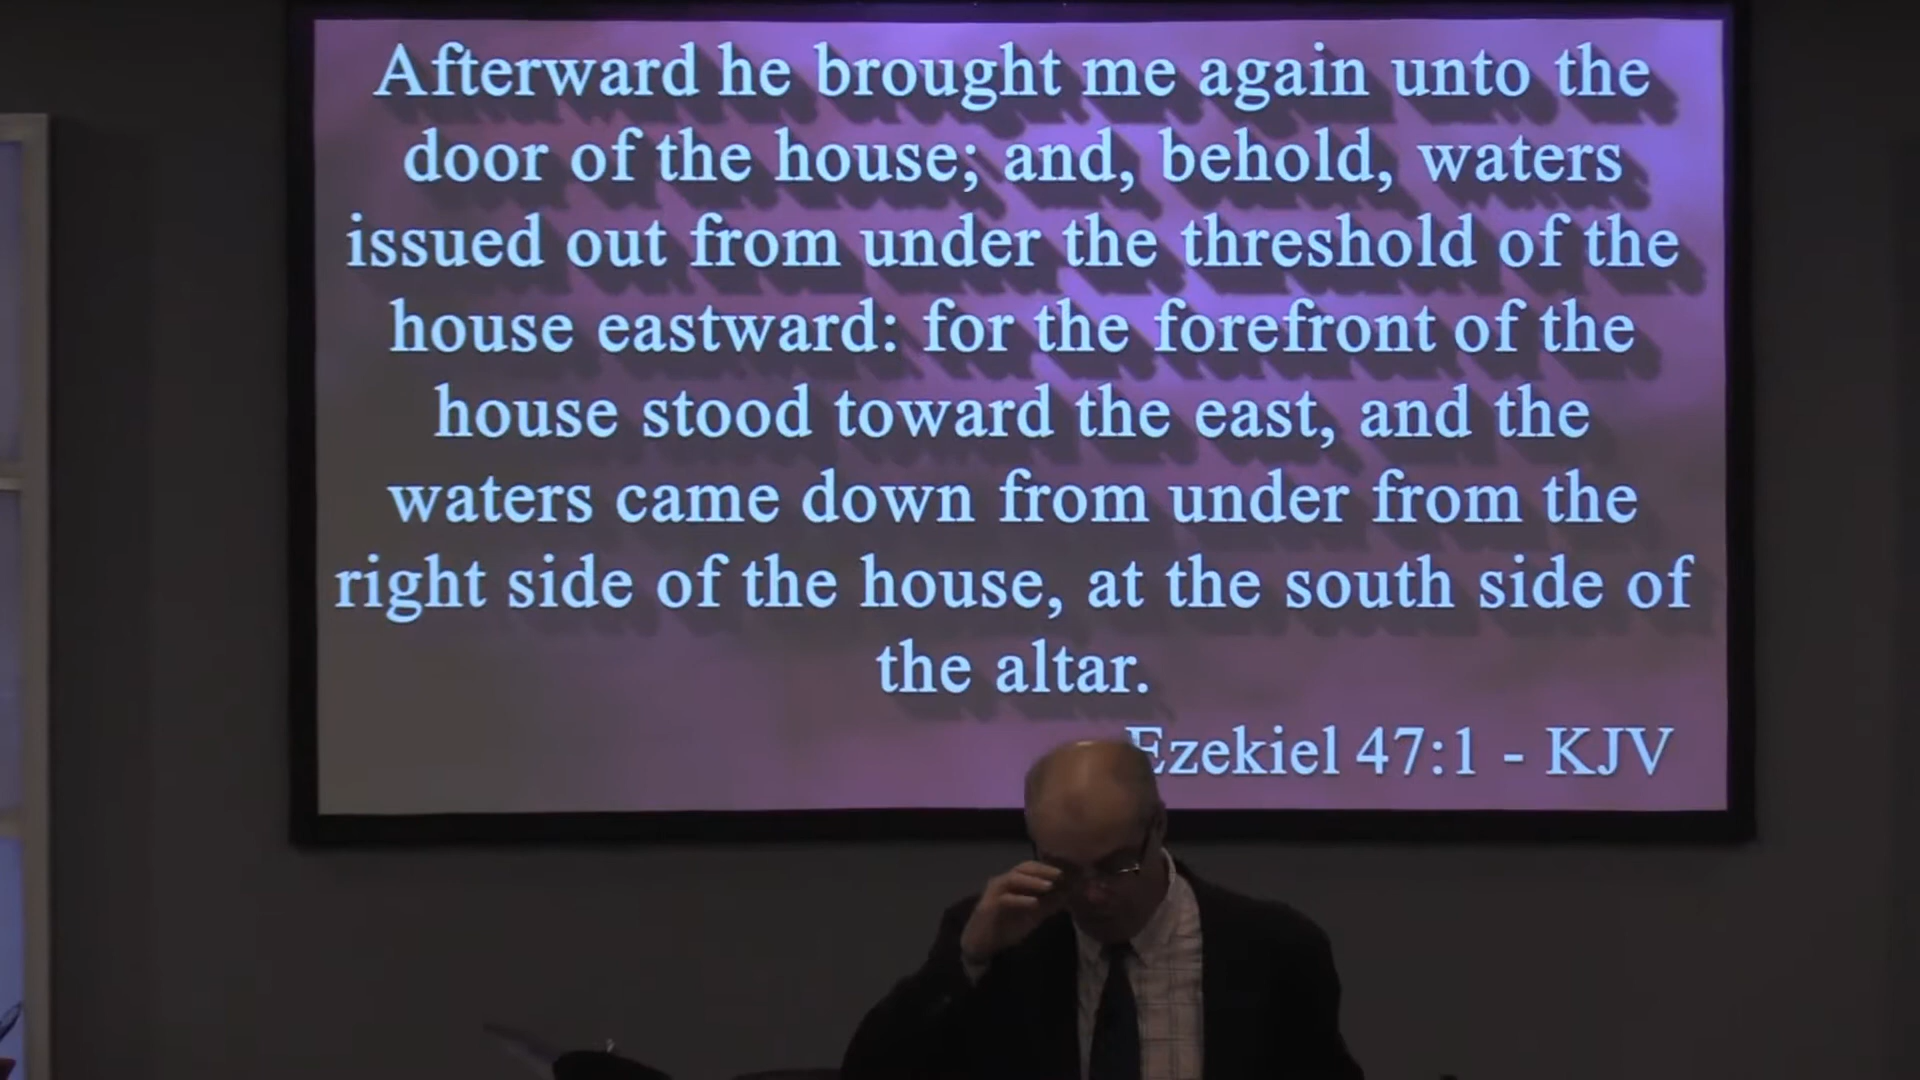 Afterward he brought me again unto the
door of the house; and, behold, waters
issued out from under the threshold of the
house eastward: for the forefront of the
house stood toward the east, and the
waters came down from under from the
right side of the house, at the south side of
the altar.
Ezekiel 47:1 - KJV